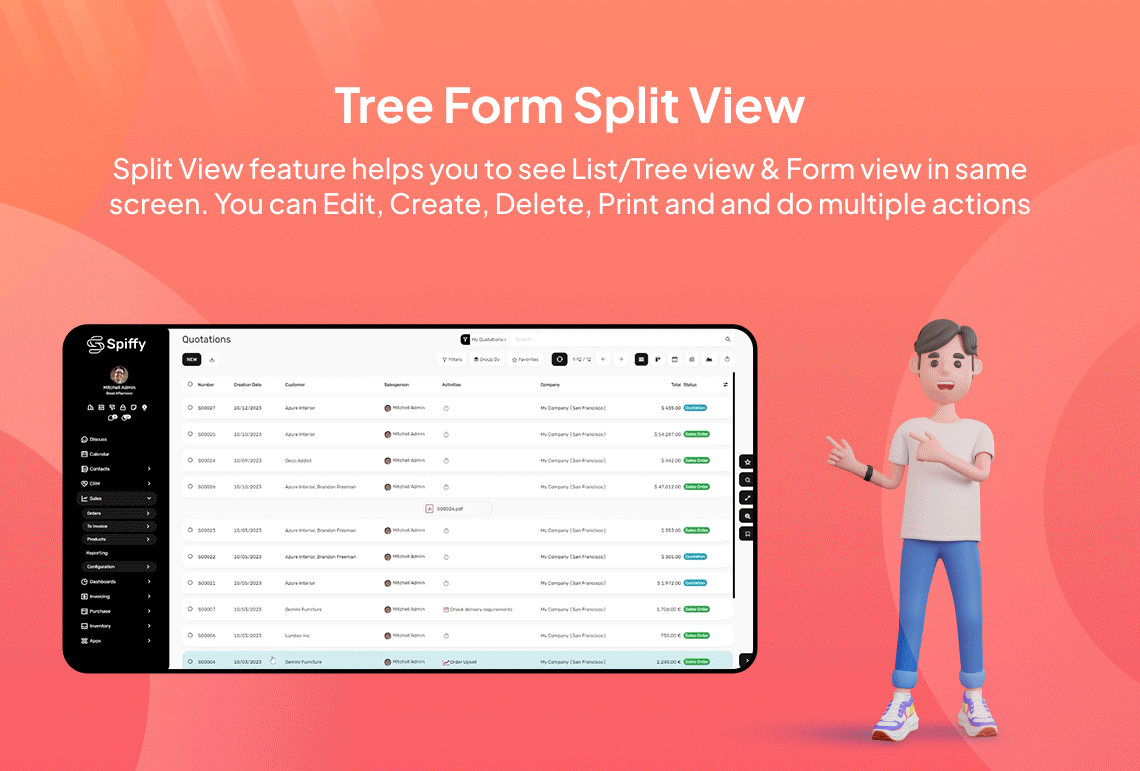 Tree Form Split View
Split View feature helps you to see List/Tree view & Form view in same
screen. You can Edit, Create, Delete, Print and and do multiple actions
Spiffy
Mitchell Admin
Good Afternoon
Discuss
Calendar
Contacts
CRM
Sales
Orders
To Invoice
Products
Reporting
Configuration
Dashboards
Invoicing
Purchase
Inventory
Apps
Quotations
My Quotations × Search...
NEW
Filters Group By Favorites 1-12 / 12
Number Creation Date Customer Salesperson Activities Company Total Status
S00027 10/12/2023 Azure Interior Mitchell Admin My Company (San Francisco) $ 435.00 Quotation
S00025 10/10/2023 Azure Interior Mitchell Admin My Company (San Francisco) $ 14,287.00 Sales Order
S00024 10/09/2023 Deco Addict Mitchell Admin My Company (San Francisco) $ 442.00 Sales Order
S00026 10/10/2023 Azure Interior, Brandon Freeman Mitchell Admin My Company (San Francisco) $ 47,012.00 Sales Order
S00026.pdf
S00023 10/05/2023 Azure Interior, Brandon Freeman Mitchell Admin My Company (San Francisco) $ 353.00 Sales Order
S00022 10/05/2023 Azure Interior, Brandon Freeman Mitchell Admin My Company (San Francisco) $ 305.00 Quotation
S00021 10/05/2023 Azure Interior Mitchell Admin My Company (San Francisco) $ 1,972.00 Quotation
S00007 10/03/2023 Gemini Furniture Mitchell Admin Check delivery requirements My Company (San Francisco) 1,706.00 € Sales Order
S00006 10/03/2023 Lumber Inc Mitchell Admin My Company (San Francisco) 750.00 € Sales Order
S00004 10/03/2023 Gemini Furniture Mitchell Admin Order Upsell My Company (San Francisco) 2,240.00 € Sales Order